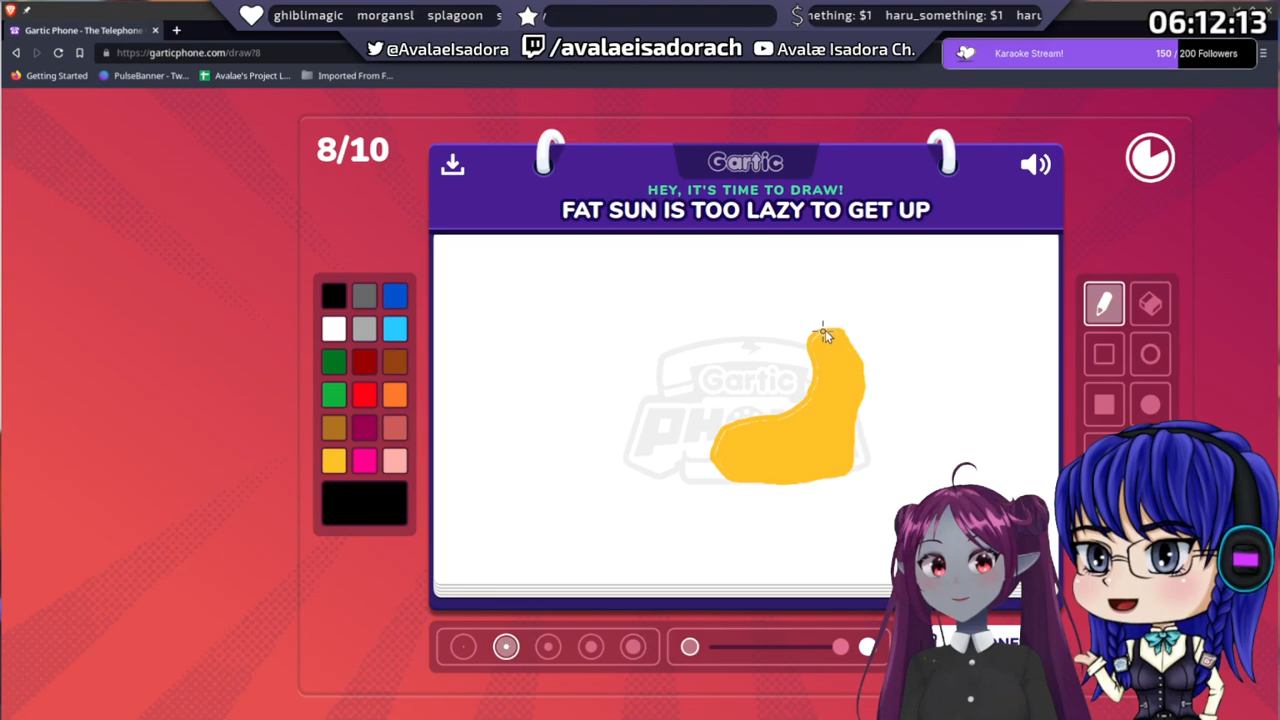 ghiblimagic morgansl splagoon s
/
nething: $1 haru_something: $1 haru
06:12:13
Gartic Phone - The Telephone
@AvalaeIsadora
/avalaeisadorach
Avalæ Isadora Ch.
https://garticphone.com/draw?8
Karaoke Stream!
150 / 200 Followers
Getting Started
PulseBanner - Tw...
Avalae's Project L...
Imported From F...
8/10
Gartic
HEY, IT'S TIME TO DRAW!
FAT SUN IS TOO LAZY TO GET UP
Gartic